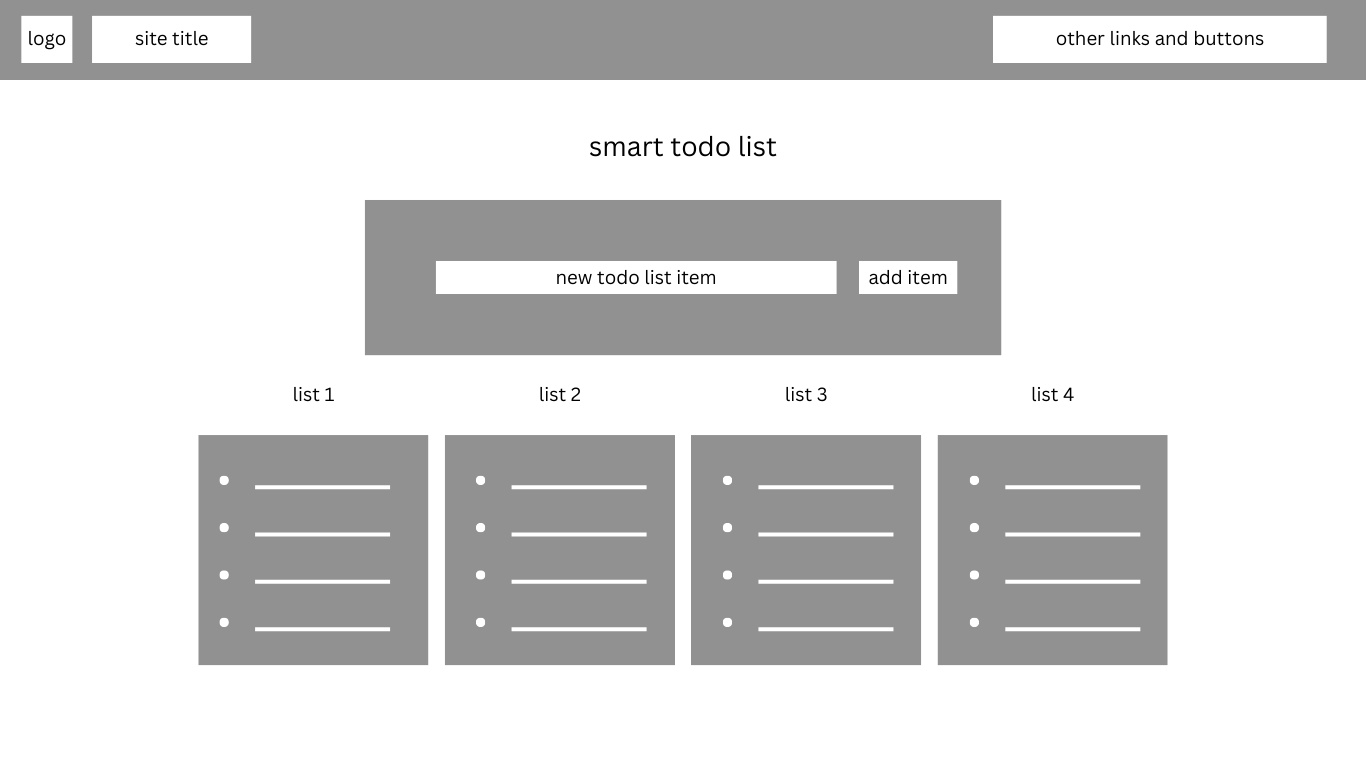 logo
site title
other links and buttons
smart todo list
new todo list item
add item
list 1
list 2
list 3
list 4